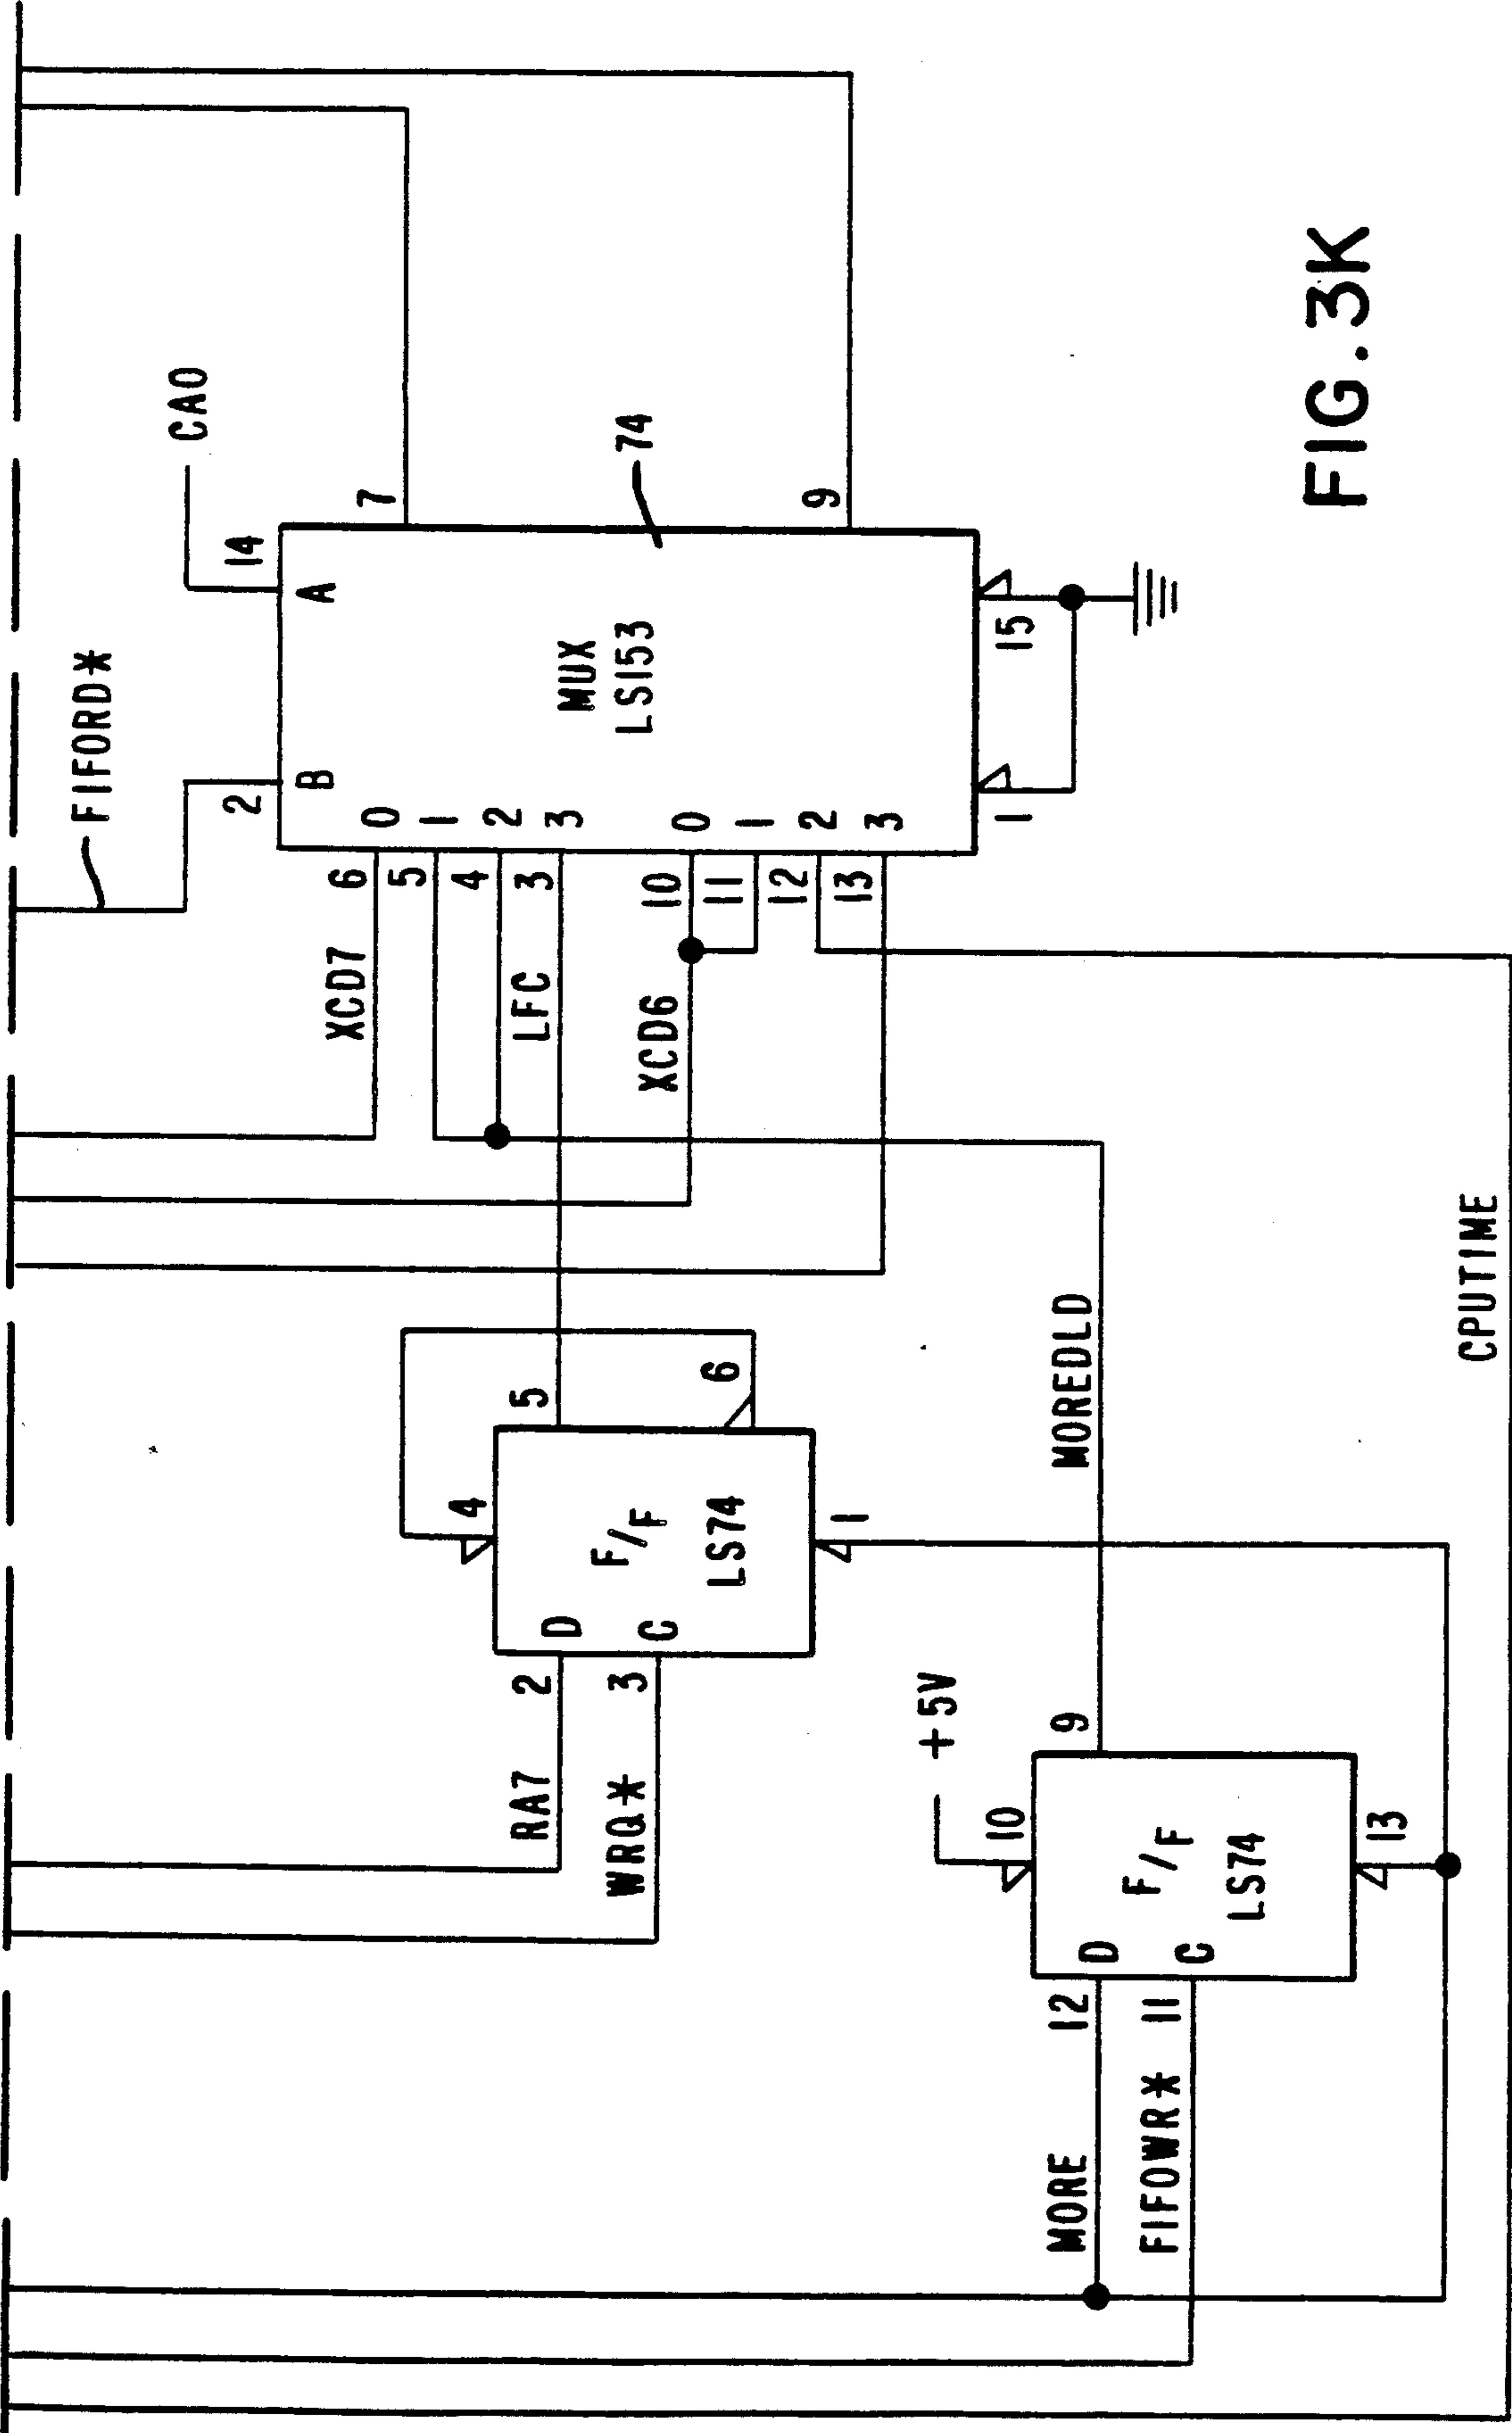 FIFORD*
CA0
2
14
B
A
7
XCD7
6
0
5
1
4
2
LFC
3
3
MUX
LS153
74
XCD6
10
0
11
1
12
2
13
3
9
1
15
4
5
RA7
2
D
F/F
6
WRQ*
3
C
LS74
1
+5V
10
9
MOREDLD
MORE
12
D
F/F
FIFOWR*
11
C
LS74
13
CPUTIME
FIG.3K